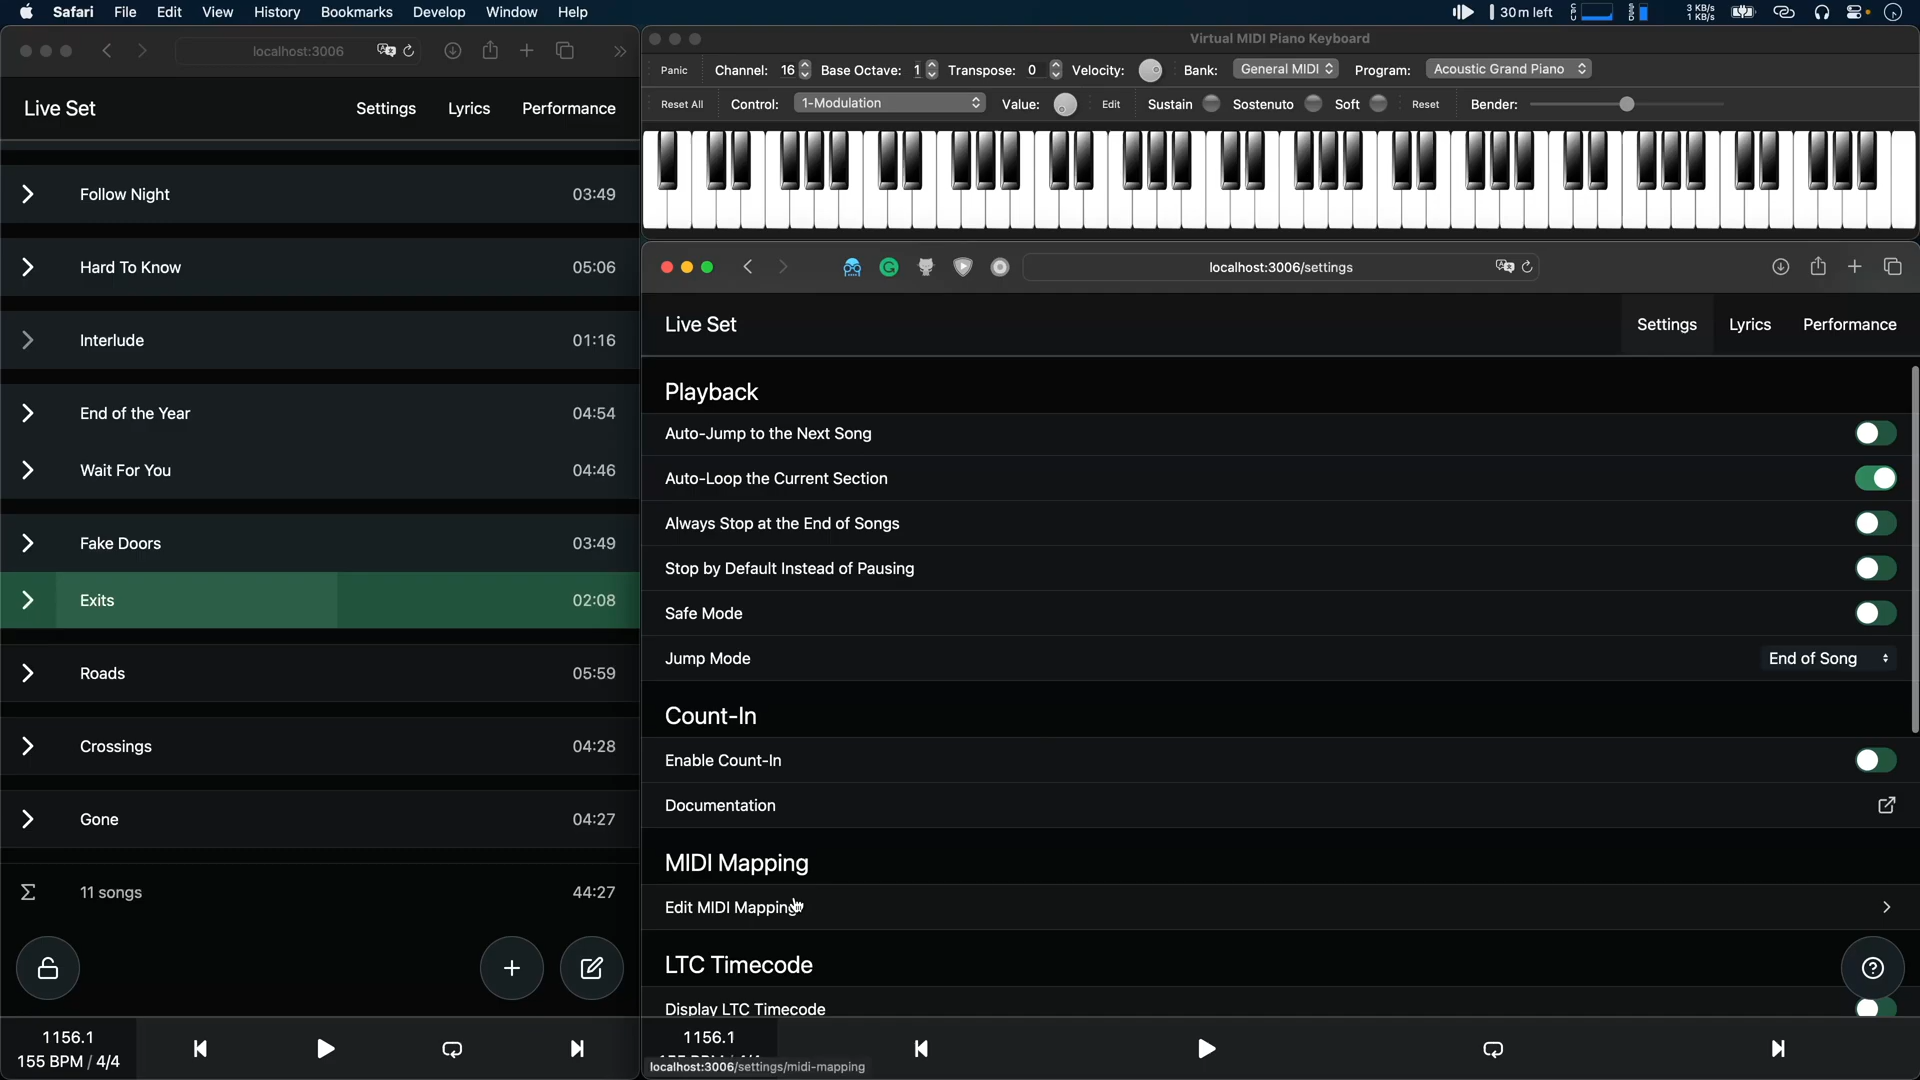 Safari File Edit View History Bookmarks Develop Window Help
30m left
3 KB/s
1 KB/s
localhost:3006
Live Set
Settings Lyrics Performance
Follow Night 03:49
Hard To Know 05:06
Interlude 01:16
End of the Year 04:54
Wait For You 04:46
Fake Doors 03:49
Exits 02:08
Roads 05:59
Crossings 04:28
Gone 04:27
Σ 11 songs 44:27
1156.1
155 BPM / 4/4
Virtual MIDI Piano Keyboard
Panic Channel: 16 Base Octave: 1 Transpose: 0 Velocity: Bank: General MIDI Program: Acoustic Grand Piano
Reset All Control: 1-Modulation Value: Edit Sustain Sostenuto Soft Reset Bender:
localhost:3006/settings
Live Set
Settings Lyrics Performance
Playback
Auto-Jump to the Next Song
Auto-Loop the Current Section
Always Stop at the End of Songs
Stop by Default Instead of Pausing
Safe Mode
Jump Mode End of Song
Count-In
Enable Count-In
Documentation
MIDI Mapping
Edit MIDI Mapping
LTC Timecode
Display LTC Timecode
1156.1
localhost:3006/settings/midi-mapping